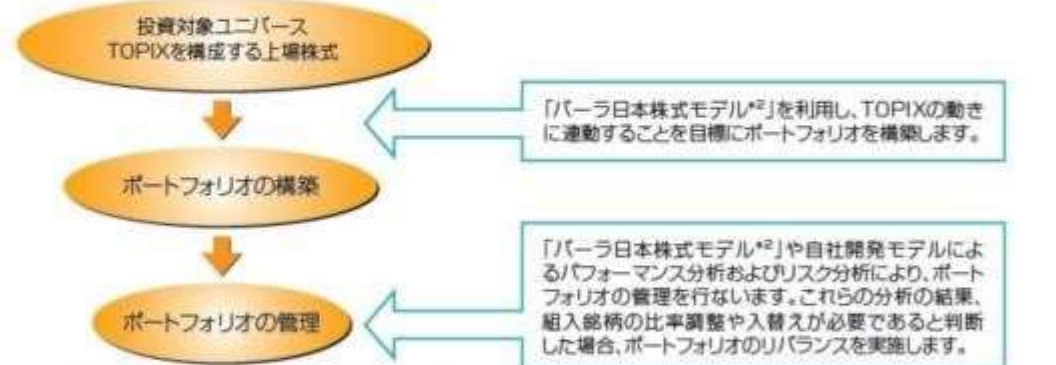 投資対象ユニバース
TOPIXを構成する上場株式
「バーラ日本株式モデル*2」を利用し、TOPIXの動き
に連動することを目標にポートフォリオを構築します。
ポートフォリオの構築
「バーラ日本株式モデル*2」や自社開発モデルによ
るパフォーマンス分析およびリスク分析により、ポート
フォリオの管理を行ないます。これらの分析の結果、
組入銘柄の比率調整や入替えが必要であると判断
した場合、ポートフォリオのリバランスを実施します。
ポートフォリオの管理